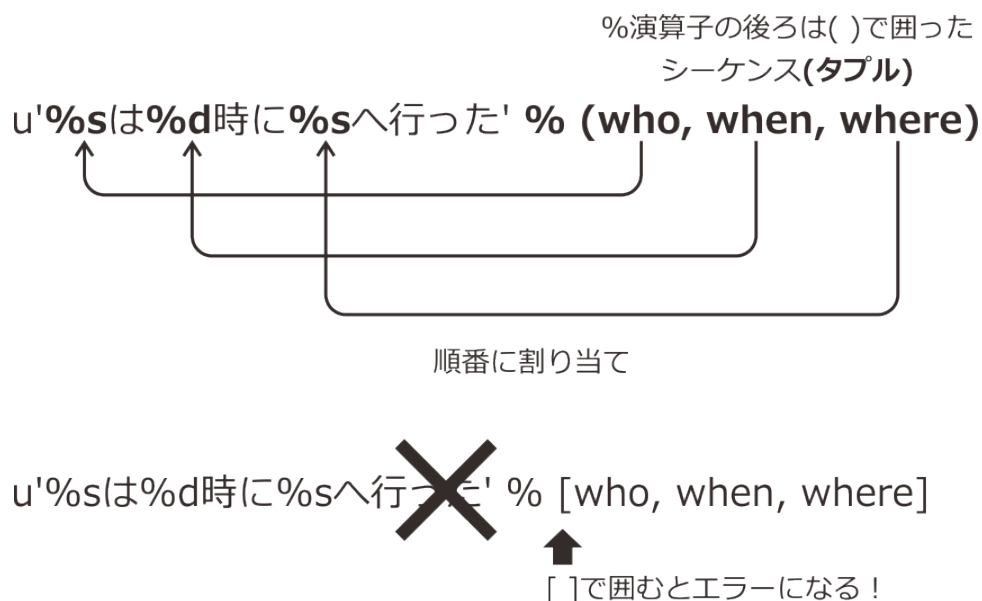 %演算子の後ろは( )で囲った
シーケンス(タプル)
u'%sは%d時に%sへ行った' % (who, when, where)
順番に割り当て
u'%sは%d時に%sへ行った' % [who, when, where]
[ ]で囲むとエラーになる！